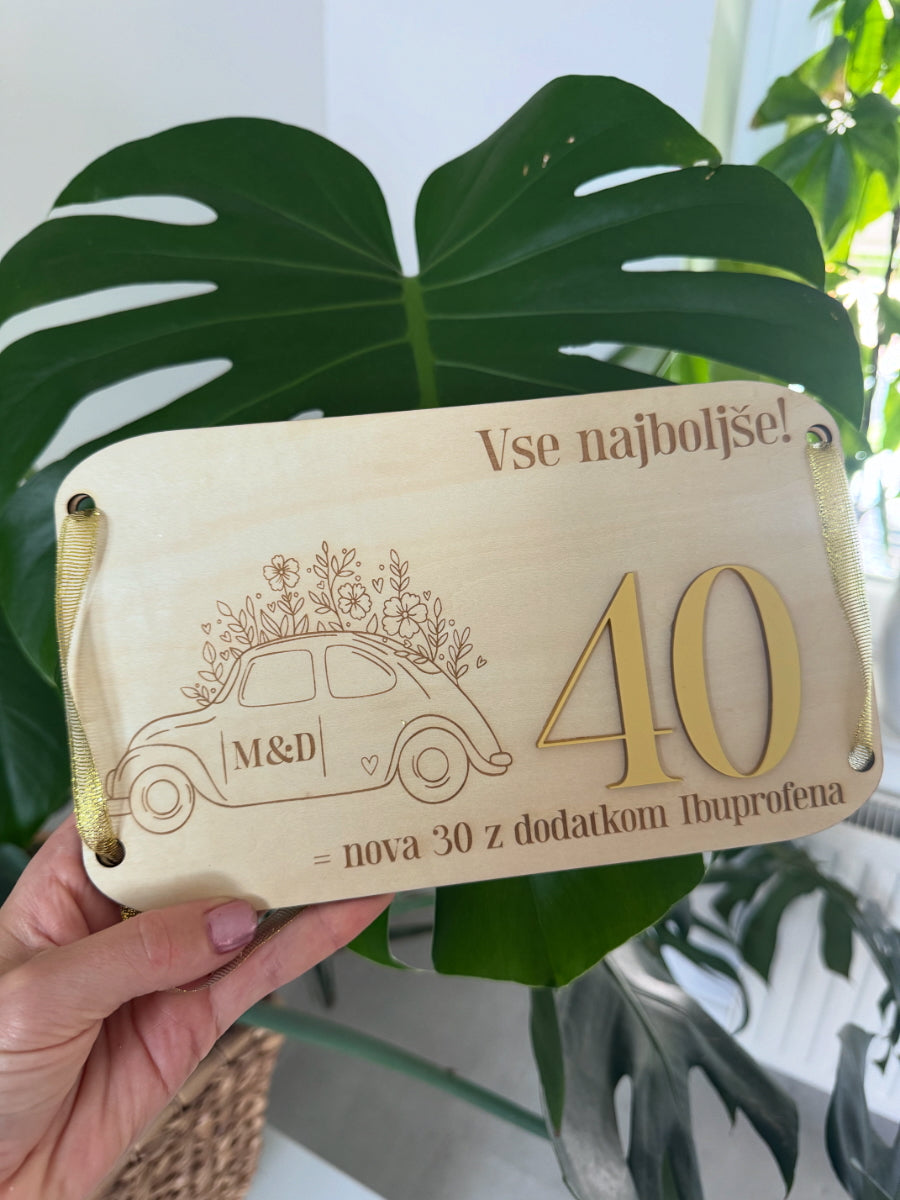 Vse najboljše!
M&D
40
= nova 30 z dodatkom Ibuprofena